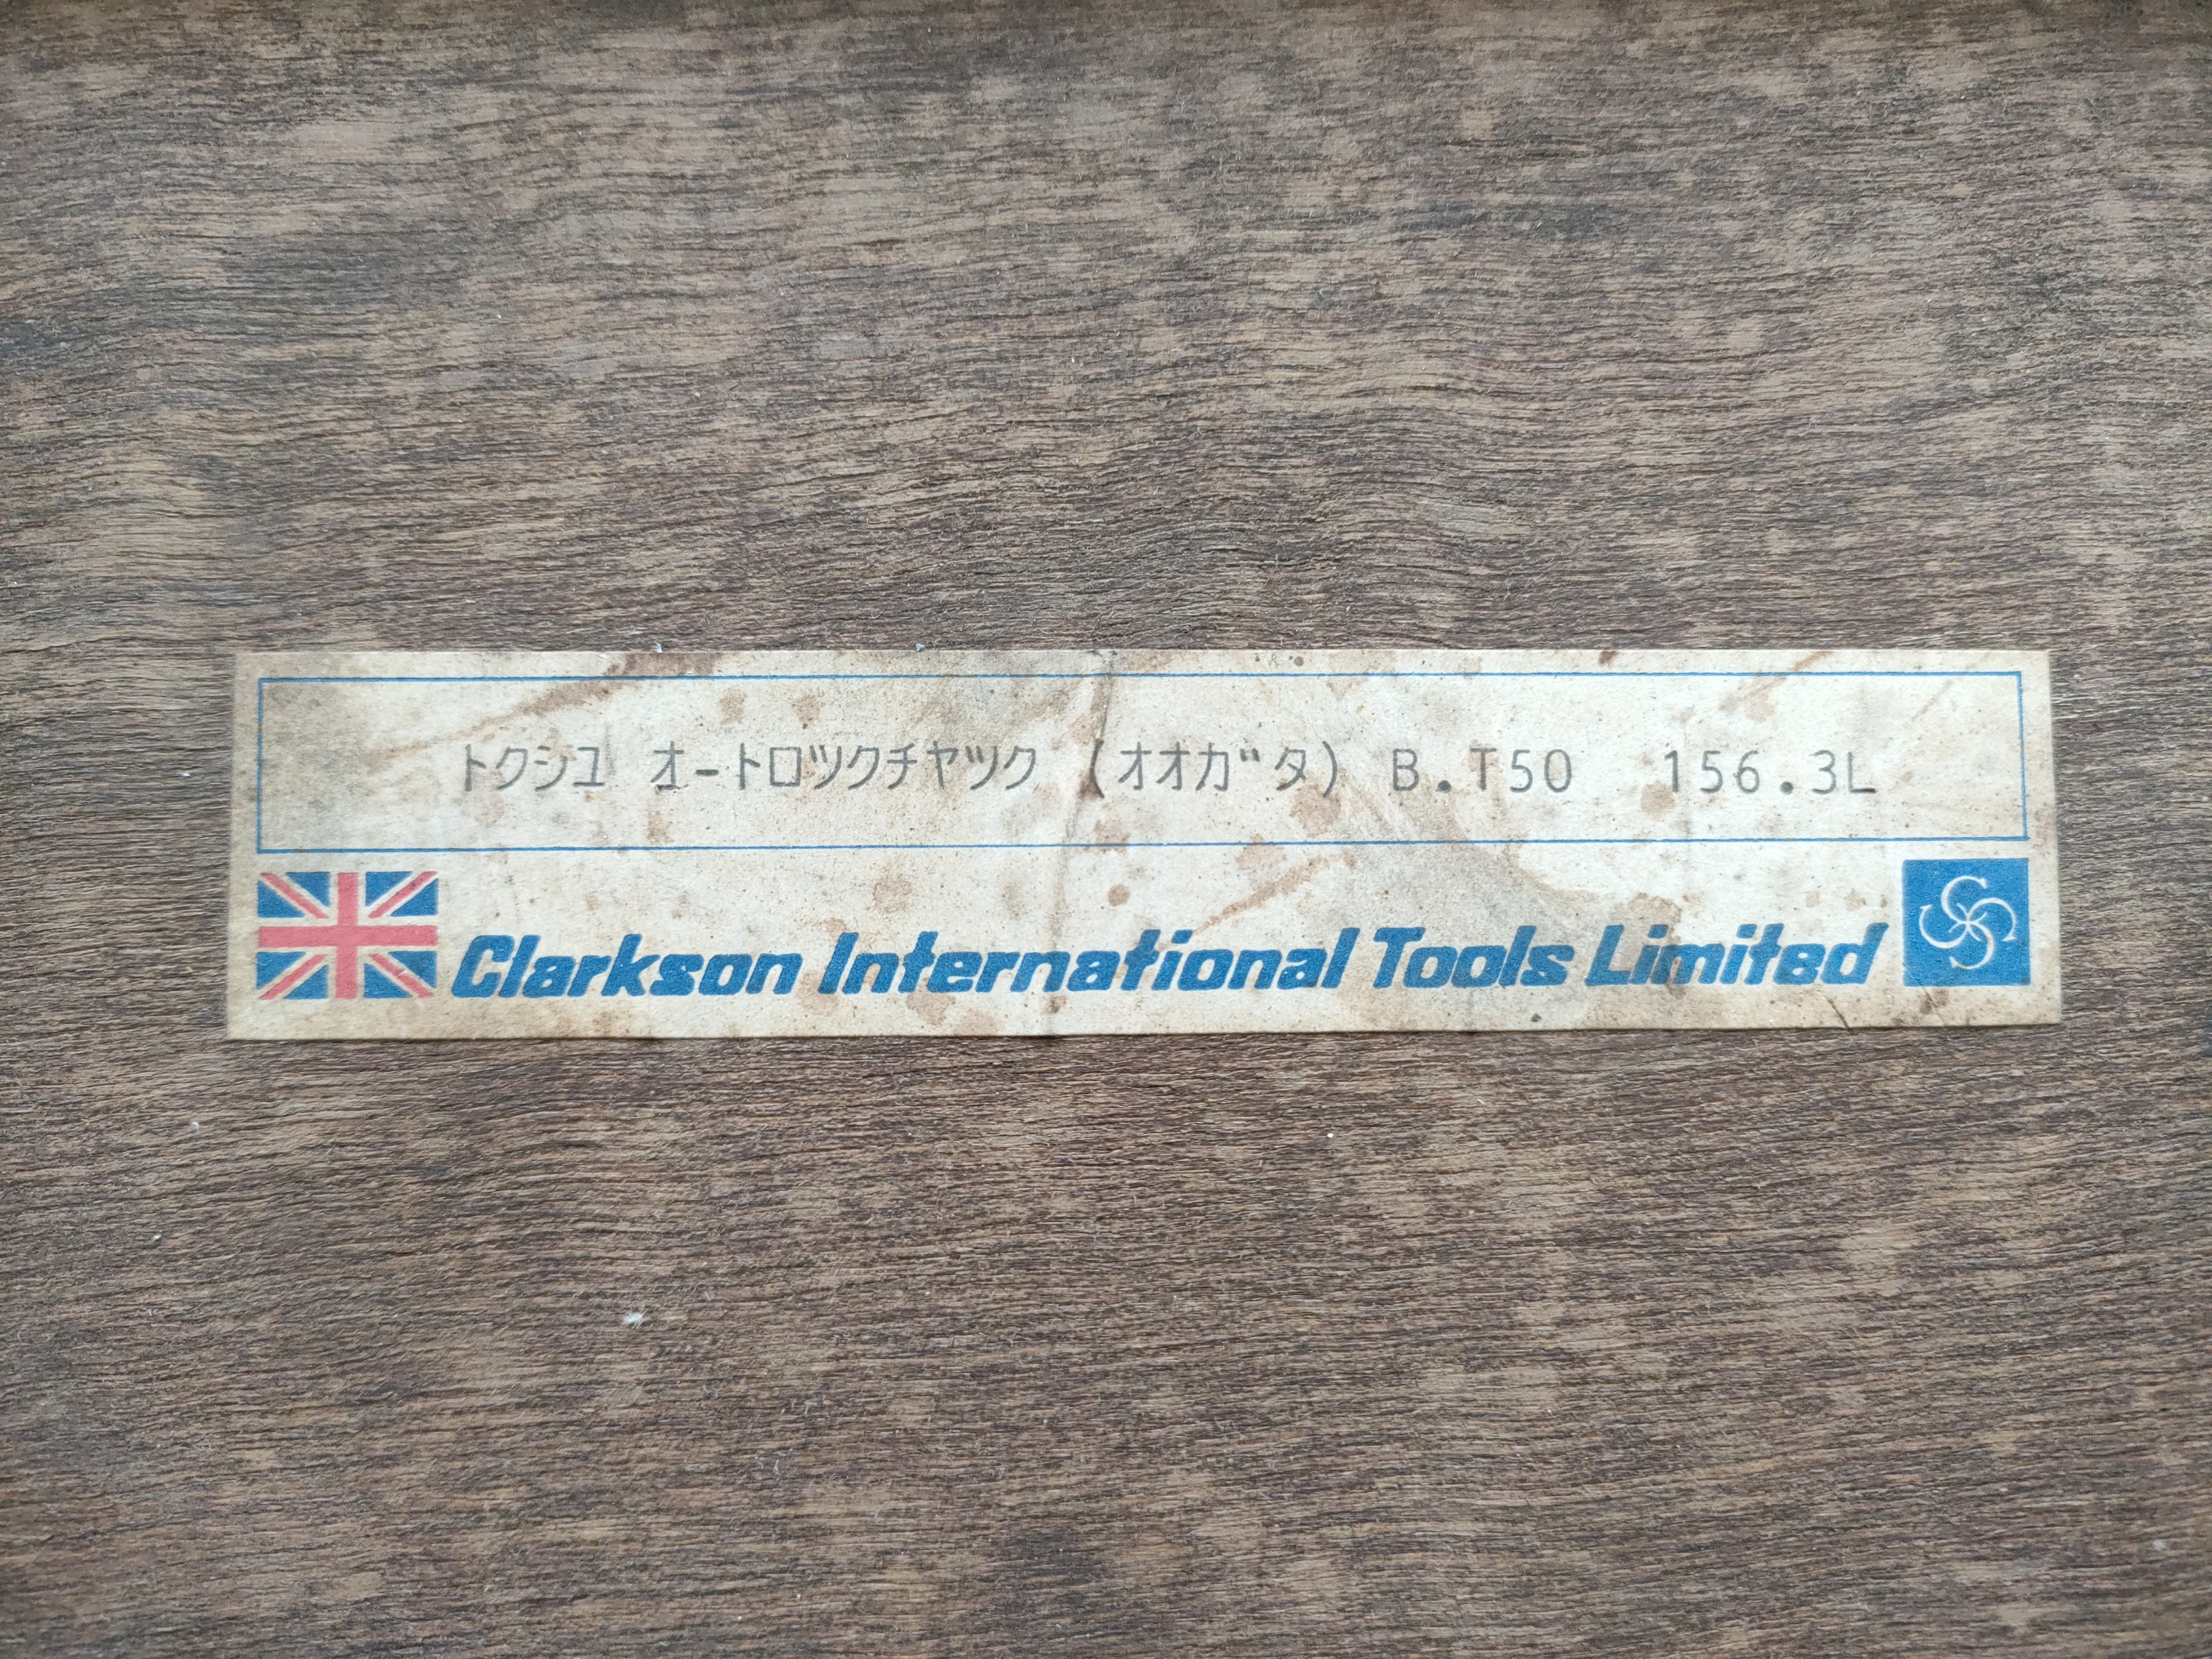 トクシユ オートロツクチヤツク (オオガタ) B.T50 156.3L
Clarkson International Tools Limited